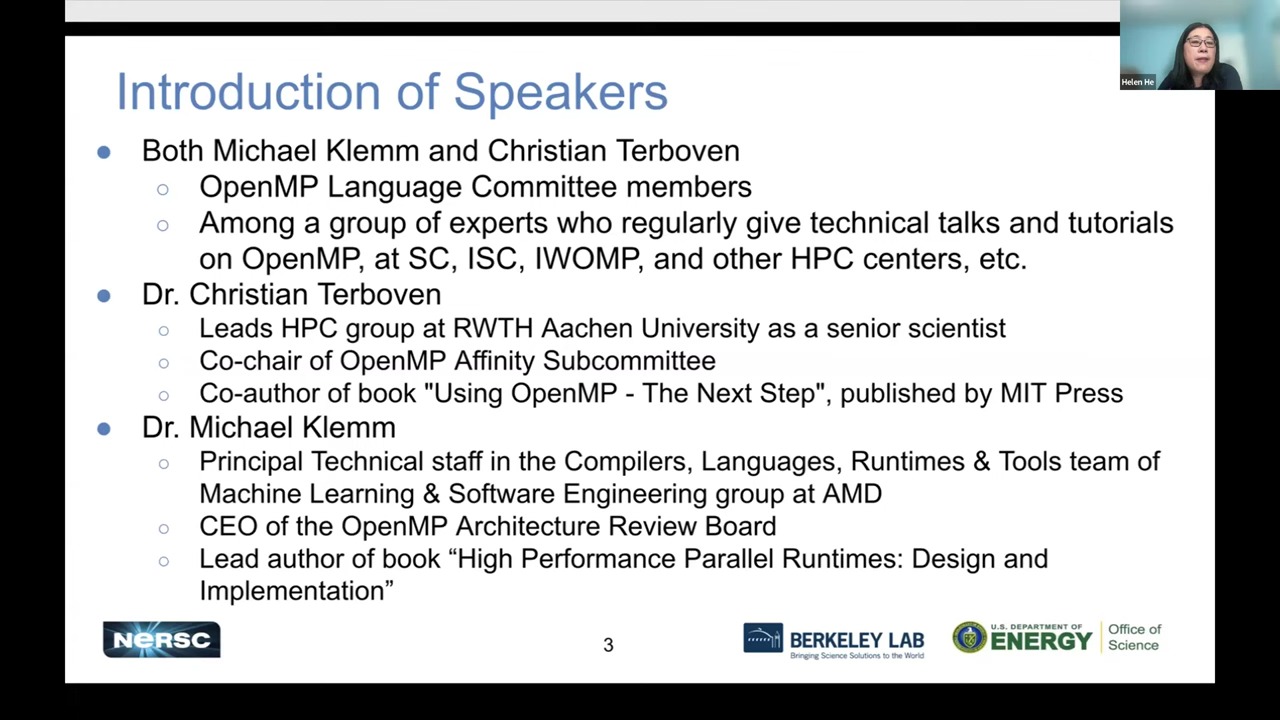 Helen He
Introduction of Speakers
● Both Michael Klemm and Christian Terboven
○ OpenMP Language Committee members
○ Among a group of experts who regularly give technical talks and tutorials
on OpenMP, at SC, ISC, IWOMP, and other HPC centers, etc.
● Dr. Christian Terboven
○ Leads HPC group at RWTH Aachen University as a senior scientist
○ Co-chair of OpenMP Affinity Subcommittee
○ Co-author of book "Using OpenMP - The Next Step", published by MIT Press
● Dr. Michael Klemm
○ Principal Technical staff in the Compilers, Languages, Runtimes & Tools team of
Machine Learning & Software Engineering group at AMD
○ CEO of the OpenMP Architecture Review Board
○ Lead author of book “High Performance Parallel Runtimes: Design and
Implementation”
NERSC
3
BERKELEY LAB
Bringing Science Solutions to the World
U.S. DEPARTMENT OF
ENERGY
Office of
Science